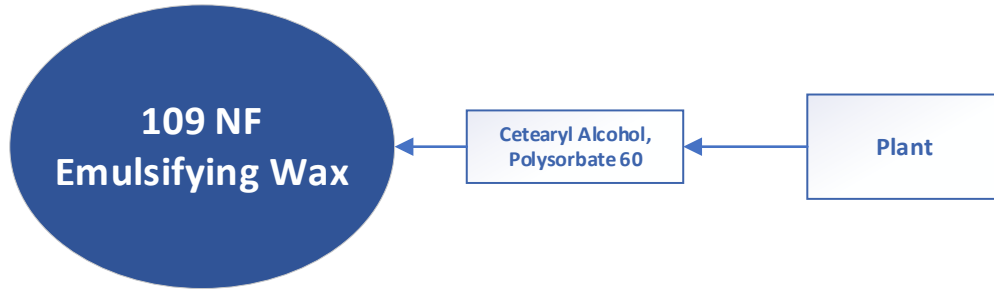 109 NF
Emulsifying Wax
Cetearyl Alcohol,
Polysorbate 60
Plant